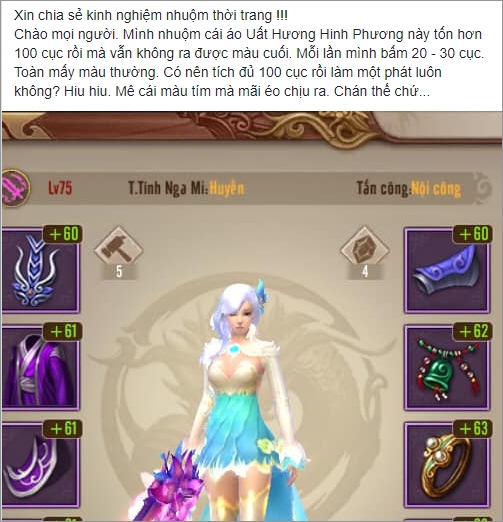 Xin chia sẻ kinh nghiệm nhuộm thời trang !!!
Chào mọi người. Mình nhuộm cái áo Uất Hương Hinh Phương này tốn hơn
100 cục rồi mà vẫn không ra được màu cuối. Mỗi lần mình bấm 20 - 30 cục.
Toàn mấy màu thường. Có nên tích đủ 100 cục rồi làm một phát luôn
không? Hiu hiu. Mê cái màu tím mà mãi éo chịu ra. Chán thế chứ...
Lv75 T.Tính Nga Mi:Huyền Tấn công:Nội công
+60 +60
5 4
+61 +62
+61 +63